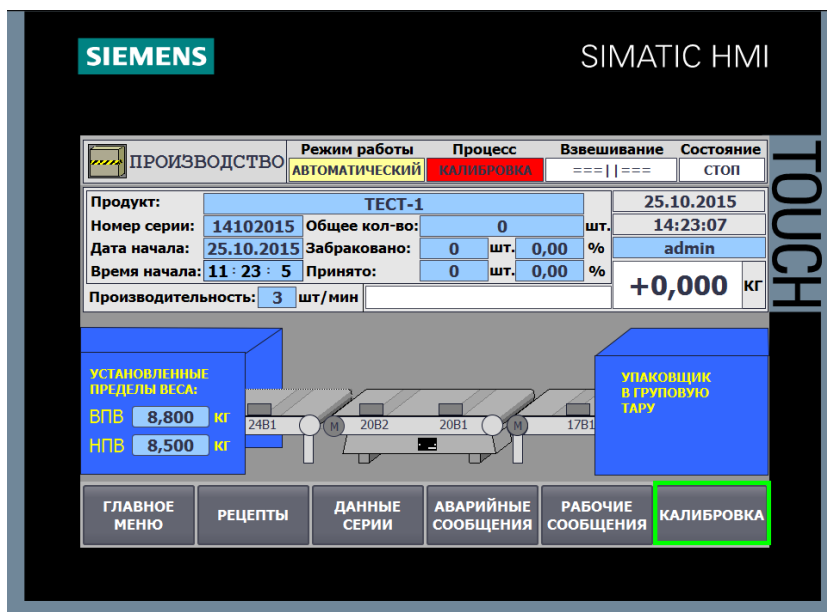 SIEMENS
SIMATIC HMI
TOUCH
ПРОИЗВОДСТВО
Режим работы Процесс Взвешивание Состояние
АВТОМАТИЧЕСКИЙ КАЛИБРОВКА ===||=== СТОП
Продукт: ТЕСТ-1 25.10.2015
Номер серии: 14102015 Общее кол-во: 0 шт. 14:23:07
Дата начала: 25.10.2015 Забраковано: 0 шт. 0,00 % admin
Время начала: 11:23: 5 Принято: 0 шт. 0,00 %
+0,000 кг
Производительность: 3 шт/мин
УСТАНОВЛЕННЫЕ
ПРЕДЕЛЫ ВЕСА:
ВПВ 8,800 кг
НПВ 8,500 кг
24B1 M 20B2 20B1 M 17B1
УПАКОВЩИК
В ГРУПОВУЮ
ТАРУ
ГЛАВНОЕ
МЕНЮ
РЕЦЕПТЫ
ДАННЫЕ
СЕРИИ
АВАРИЙНЫЕ
СООБЩЕНИЯ
РАБОЧИЕ
СООБЩЕНИЯ
КАЛИБРОВКА